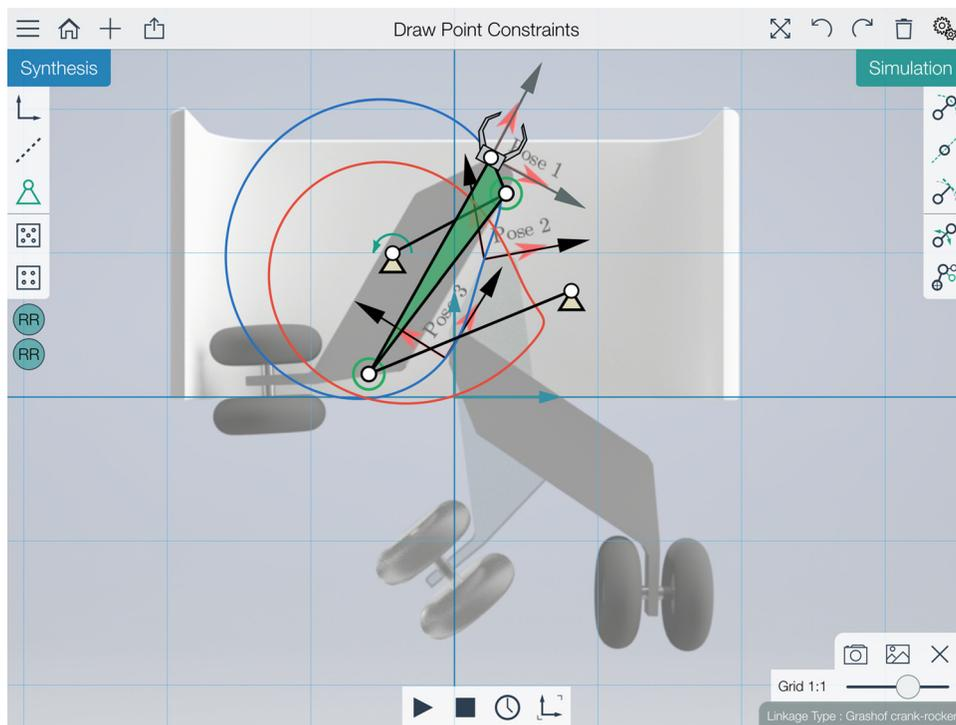 Draw Point Constraints
Synthesis
Simulation
Pose 1
Pose 2
Pose 3
RR
RR
Grid 1:1
Linkage Type : Grashof crank-rocker